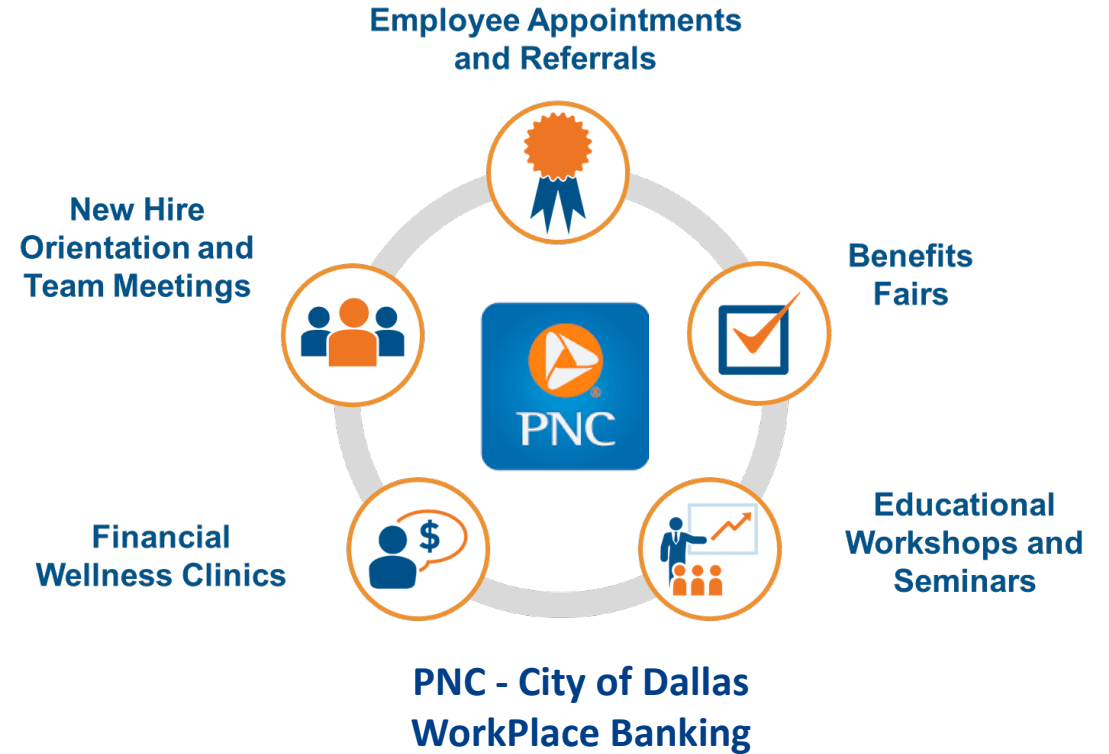 Employee Appointments
and Referrals
New Hire
Orientation and
Team Meetings
Benefits
Fairs
$
®
PNC
Financial
Wellness Clinics
Educational
Workshops and
Seminars
PNC - City of Dallas
WorkPlace Banking